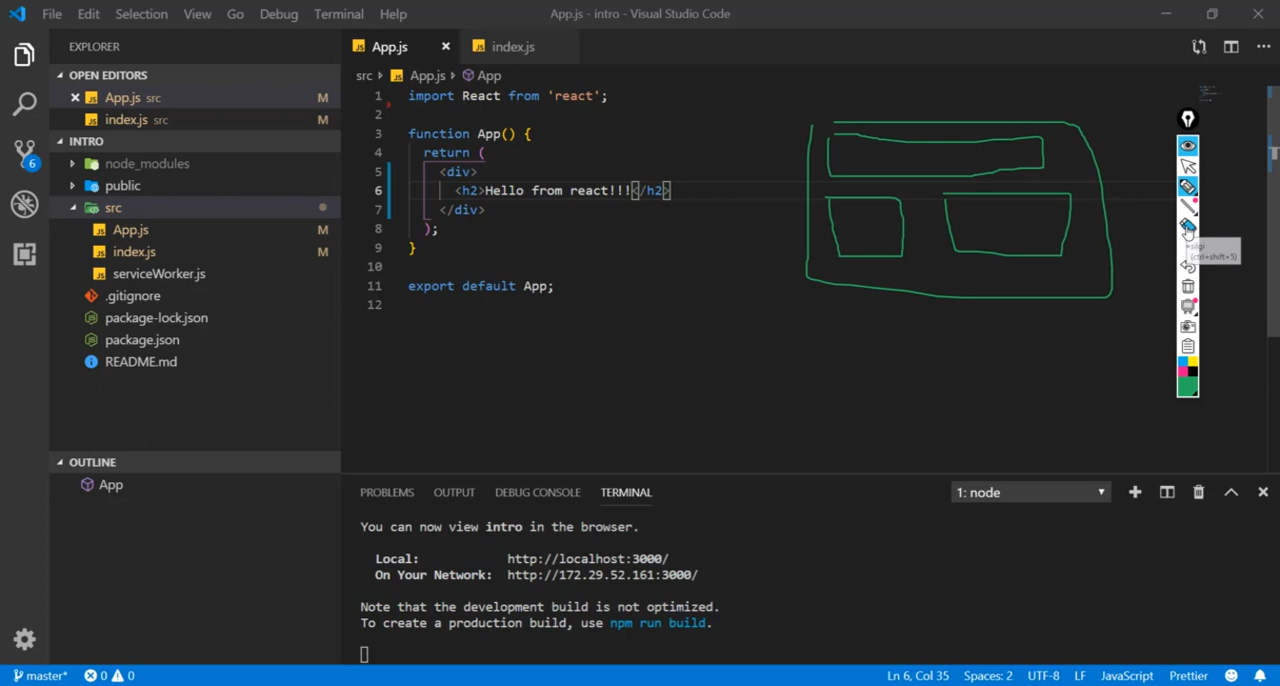 File Edit Selection View Go Debug Terminal Help App.js - intro - Visual Studio Code
EXPLORER
OPEN EDITORS
App.js src M
index.js src M
INTRO
node_modules
public
src
App.js M
index.js M
serviceWorker.js
.gitignore
package-lock.json
package.json
README.md
OUTLINE
App
6
App.js index.js
src App.js App
1 import React from 'react';
2
3 function App() {
4 return (
5 <div>
6 <h2>Hello from react!!!</h2>
7 </div>
8 );
9 }
10
11 export default App;
12
silgi
(ctrl+shift+5)
PROBLEMS OUTPUT DEBUG CONSOLE TERMINAL 1: node
You can now view intro in the browser.
Local: http://localhost:3000/
On Your Network: http://172.29.52.161:3000/
Note that the development build is not optimized.
To create a production build, use npm run build.
master* 0 0 Ln 6, Col 35 Spaces: 2 UTF-8 LF JavaScript Prettier